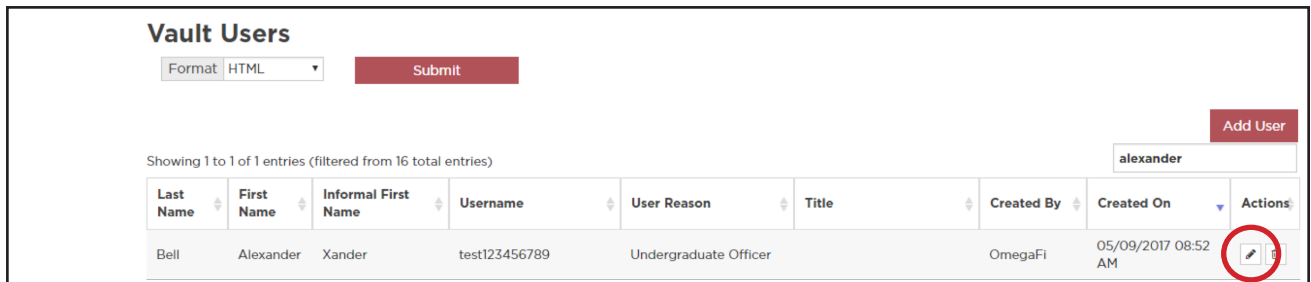 Vault Users
Format HTML Submit
Add User
Showing 1 to 1 of 1 entries (filtered from 16 total entries) alexander
Last Name First Name Informal First Name Username User Reason Title Created By Created On Actions
Bell Alexander Xander test123456789 Undergraduate Officer OmegaFi 05/09/2017 08:52 AM